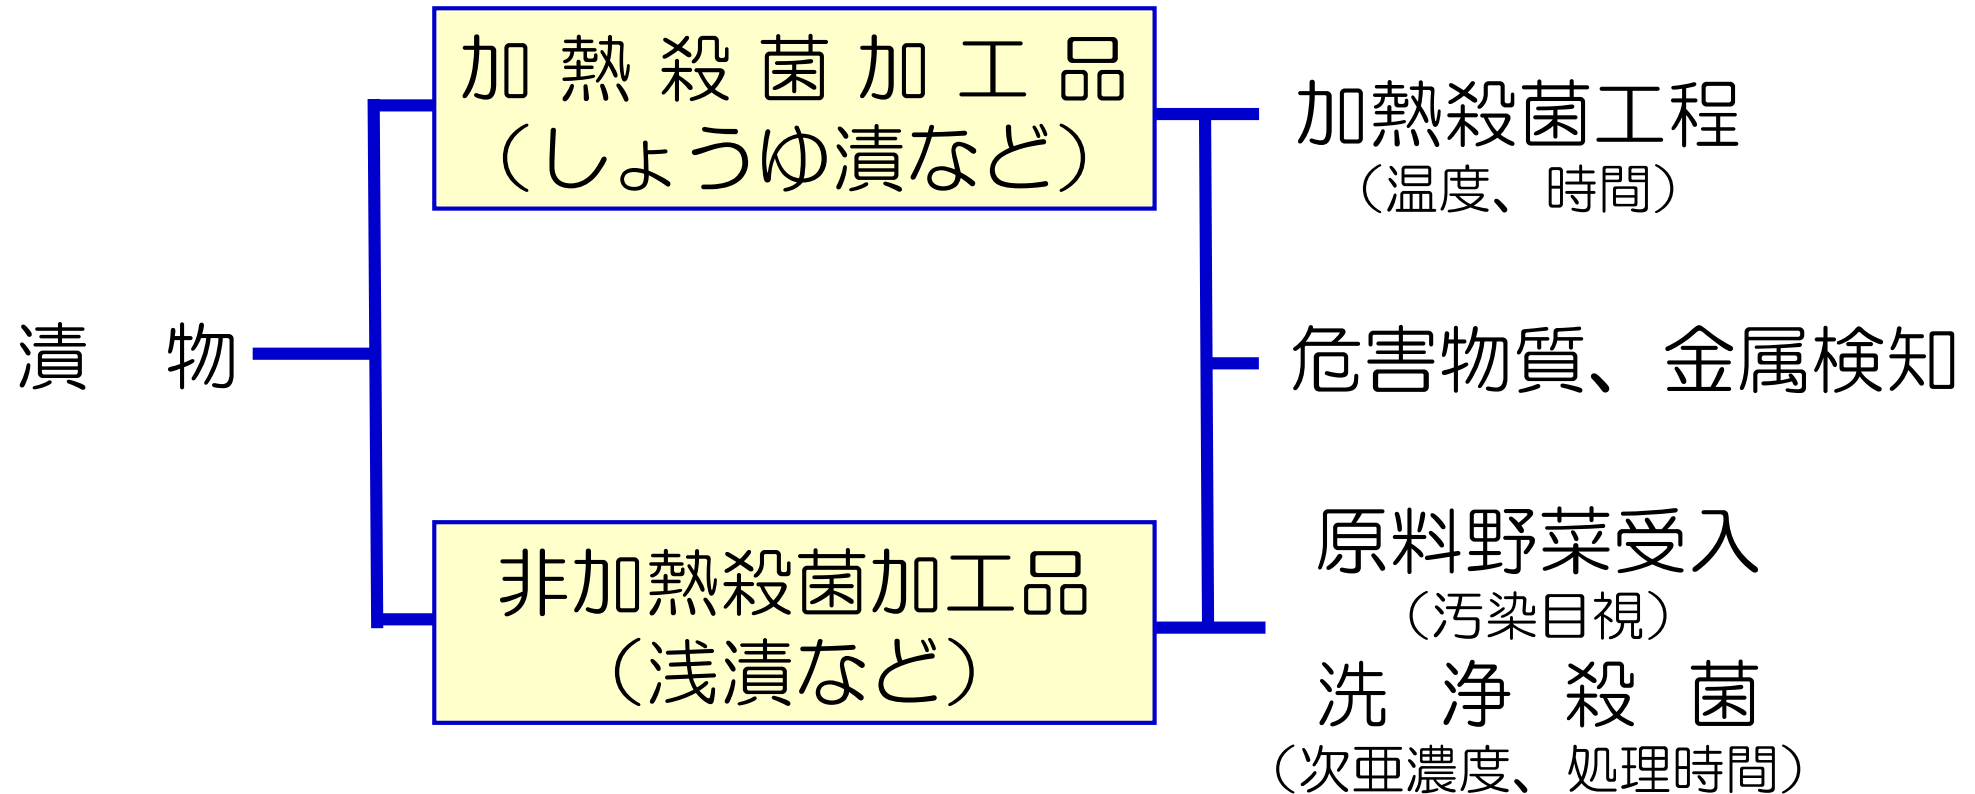 漬　物
加熱殺菌加工品
（しょうゆ漬など）
非加熱殺菌加工品
（浅漬など）
加熱殺菌工程
（温度、時間）
危害物質、金属検知
原料野菜受入
（汚染目視）
洗浄殺菌
（次亜濃度、処理時間）